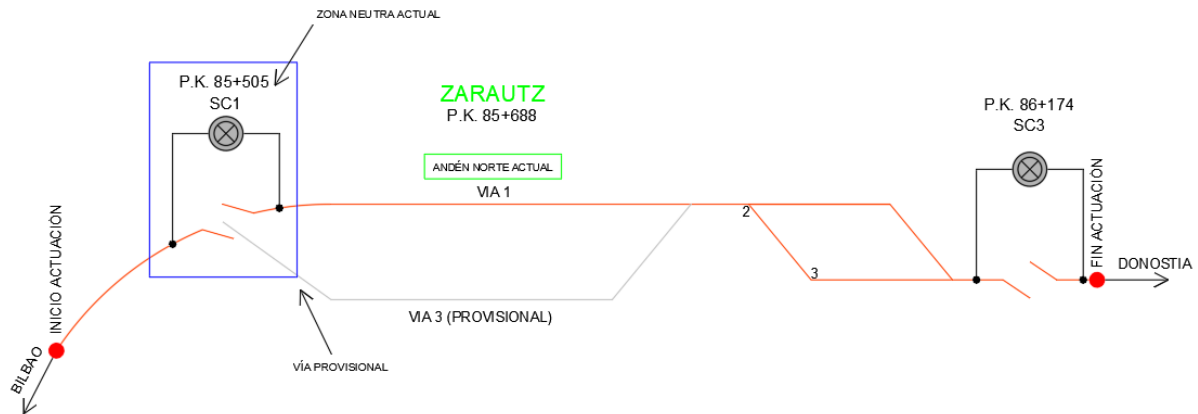 ZONA NEUTRA ACTUAL
P.K. 85+505
SC1
ZARAUTZ
P.K. 85+688
P.K. 86+174
SC3
ANDÉN NORTE ACTUAL
VIA 1
2
3
INICIO ACTUACIÓN
FIN ACTUACIÓN
DONOSTIA
VIA 3 (PROVISIONAL)
BILBAO
VÍA PROVISIONAL